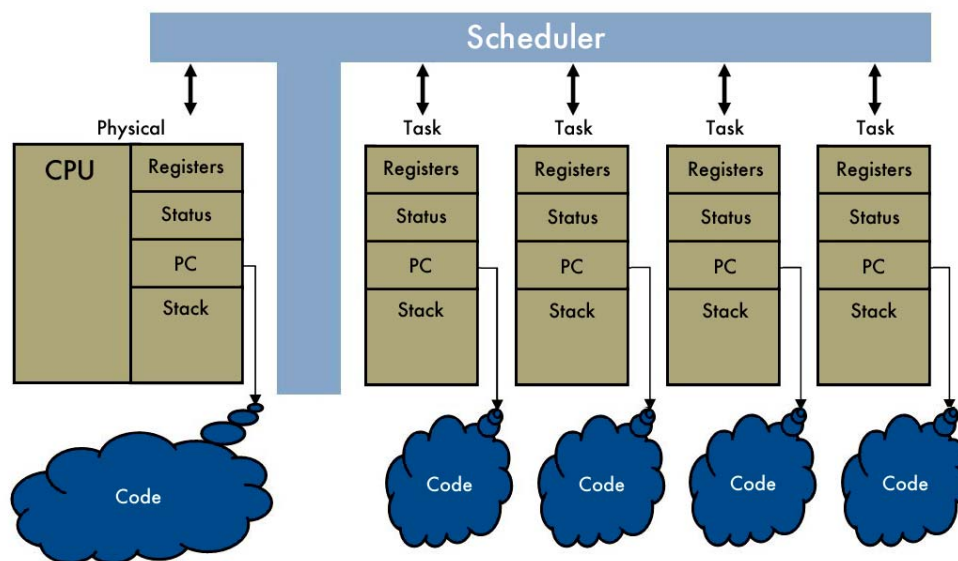 Scheduler
Physical
Task
Task
Task
Task
CPU
Registers
Registers
Registers
Registers
Registers
Status
Status
Status
Status
Status
PC
PC
PC
PC
PC
Stack
Stack
Stack
Stack
Stack
Code
Code
Code
Code
Code